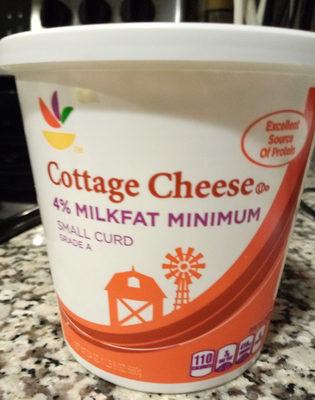 Excellent
Source
Of Protein
Cottage Cheese
4% MILKFAT MINIMUM
SMALL CURD
GRADE A
110